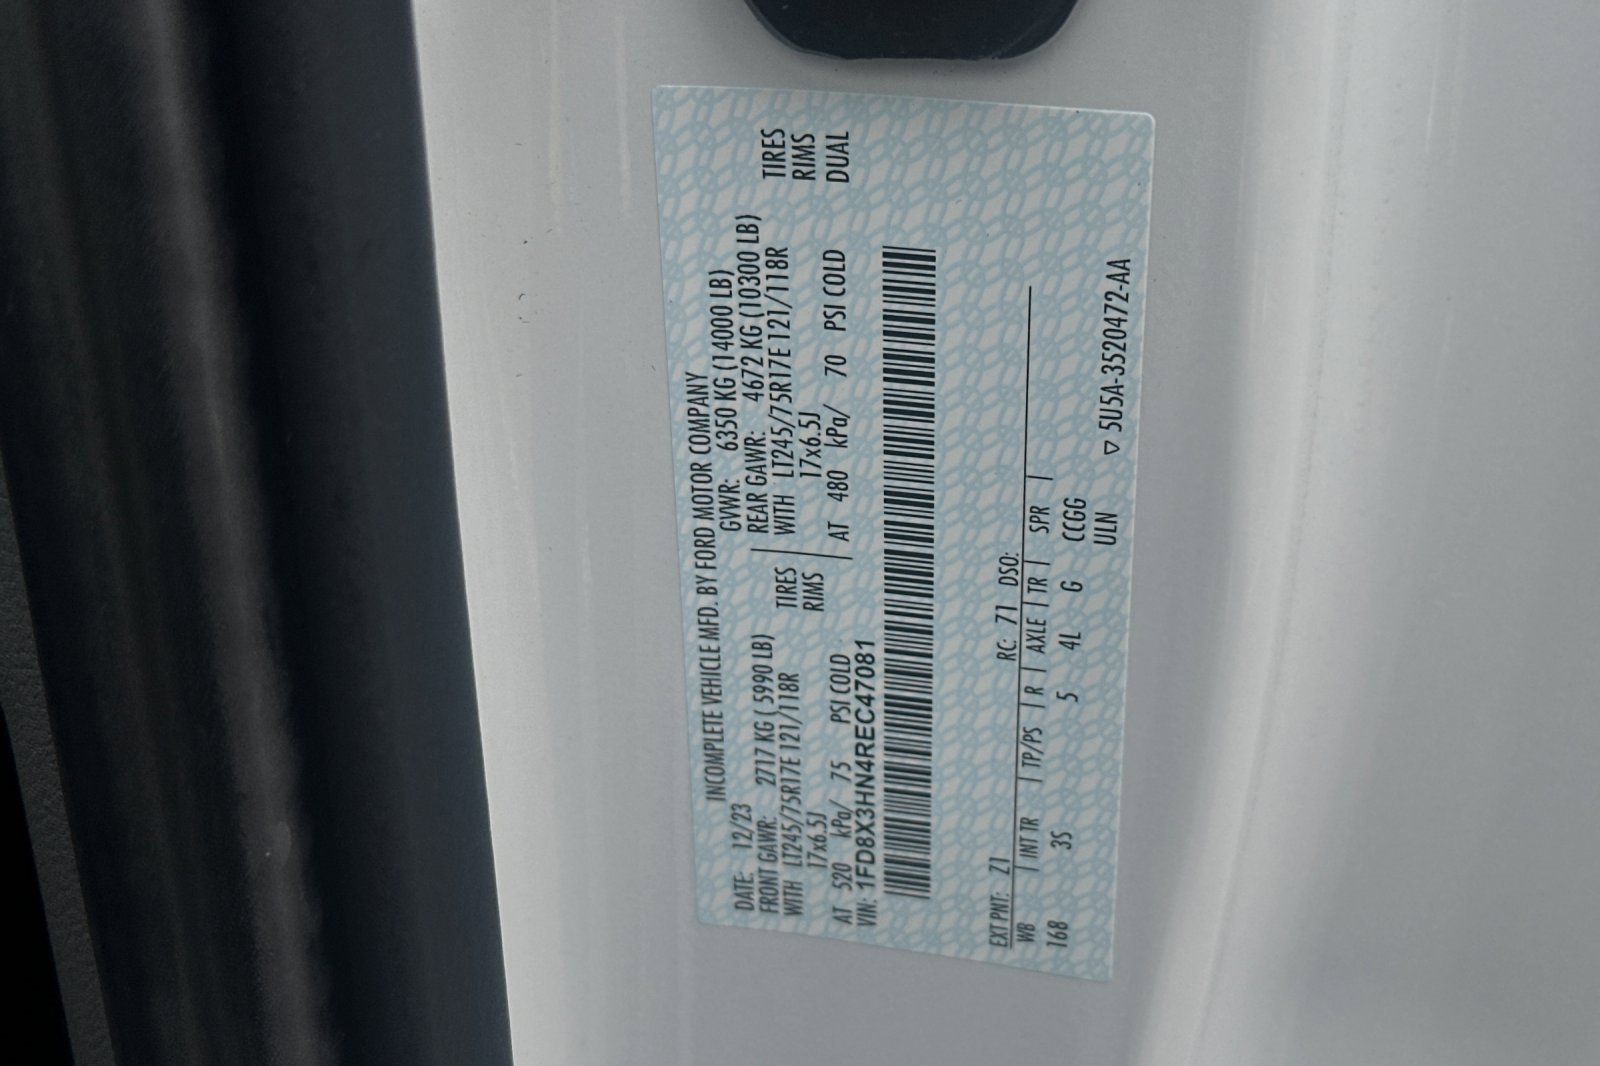 INCOMPLETE VEHICLE MFD. BY FORD MOTOR COMPANY
DATE: 12/23 GVWR: 6350 KG (14000 LB)
FRONT GAWR: 2717 KG ( 5990 LB) REAR GAWR: 4672 KG (10300 LB)
WITH LT245/75R17E 121/118R TIRES WITH LT245/75R17E 121/118R TIRES
17x6.5J RIMS 17x6.5J RIMS
AT 520 kPa/ 75 PSI COLD AT 480 kPa/ 70 PSI COLD DUAL
VIN: 1FD8X3HN4REC47081
EXT PNT: Z1 RC: 71 DSO:
WB | INT TR | TP/PS | R | AXLE | TR | SPR |
168 3S 5 4L G CCGG
ULN
▽ 5U5A-3520472-AA